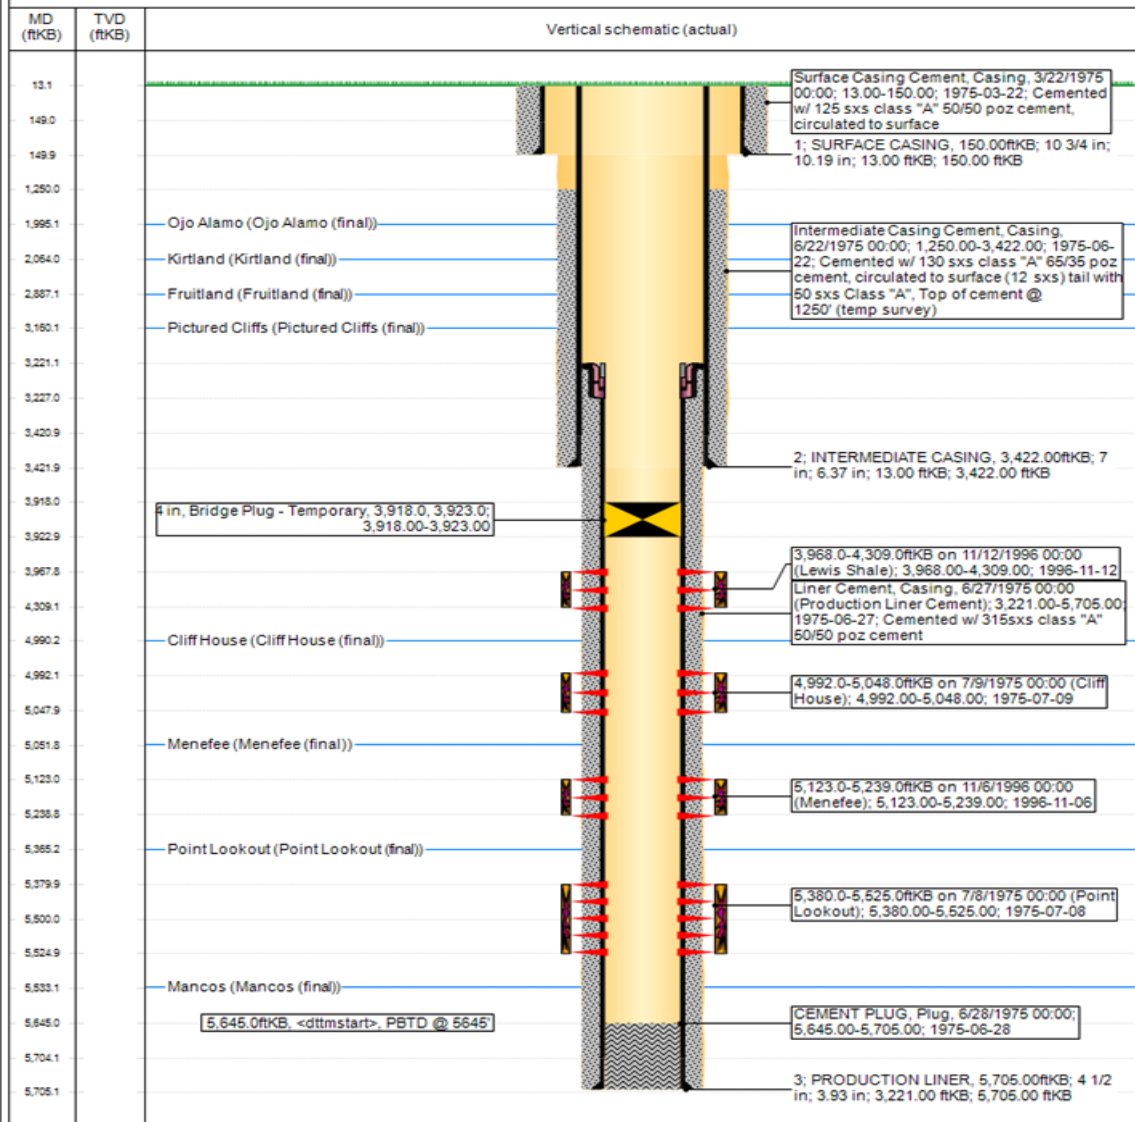 MD
(ftKB)
TVD
(ftKB)
Vertical schematic (actual)
13.1
149.0
149.9
1,250.0
1,995.1
2,064.0
2,887.1
3,160.1
3,221.1
3,227.0
3,420.9
3,421.9
3,918.0
3,922.9
3,967.8
4,309.1
4,990.2
4,992.1
5,047.9
5,051.8
5,123.0
5,238.8
5,365.2
5,379.9
5,500.0
5,524.9
5,533.1
5,645.0
5,704.1
5,705.1
Ojo Alamo (Ojo Alamo (final))
Kirtland (Kirtland (final))
Fruitland (Fruitland (final))
Pictured Cliffs (Pictured Cliffs (final))
4 in, Bridge Plug - Temporary, 3,918.0, 3,923.0;
3,918.00-3,923.00
Cliff House (Cliff House (final))
Menefee (Menefee (final))
Point Lookout (Point Lookout (final))
Mancos (Mancos (final))
5,645.0ftKB, <dttmstart>, PBTD @ 5645'
Surface Casing Cement, Casing, 3/22/1975
00:00; 13.00-150.00; 1975-03-22; Cemented
w/ 125 sxs class "A" 50/50 poz cement,
circulated to surface
1; SURFACE CASING, 150.00ftKB; 10 3/4 in;
10.19 in; 13.00 ftKB; 150.00 ftKB
Intermediate Casing Cement, Casing,
6/22/1975 00:00; 1,250.00-3,422.00; 1975-06-
22; Cemented w/ 130 sxs class "A" 65/35 poz
cement, circulated to surface (12 sxs) tail with
50 sxs Class "A", Top of cement @
1250' (temp survey)
2; INTERMEDIATE CASING, 3,422.00ftKB; 7
in; 6.37 in; 13.00 ftKB; 3,422.00 ftKB
3,968.0-4,309.0ftKB on 11/12/1996 00:00
(Lewis Shale); 3,968.00-4,309.00; 1996-11-12
Liner Cement, Casing, 6/27/1975 00:00
(Production Liner Cement); 3,221.00-5,705.00;
1975-06-27; Cemented w/ 315sxs class "A"
50/50 poz cement
4,992.0-5,048.0ftKB on 7/9/1975 00:00 (Cliff
House); 4,992.00-5,048.00; 1975-07-09
5,123.0-5,239.0ftKB on 11/6/1996 00:00
(Menefee); 5,123.00-5,239.00; 1996-11-06
5,380.0-5,525.0ftKB on 7/8/1975 00:00 (Point
Lookout); 5,380.00-5,525.00; 1975-07-08
CEMENT PLUG, Plug, 6/28/1975 00:00;
5,645.00-5,705.00; 1975-06-28
3; PRODUCTION LINER, 5,705.00ftKB; 4 1/2
in; 3.93 in; 3,221.00 ftKB; 5,705.00 ftKB